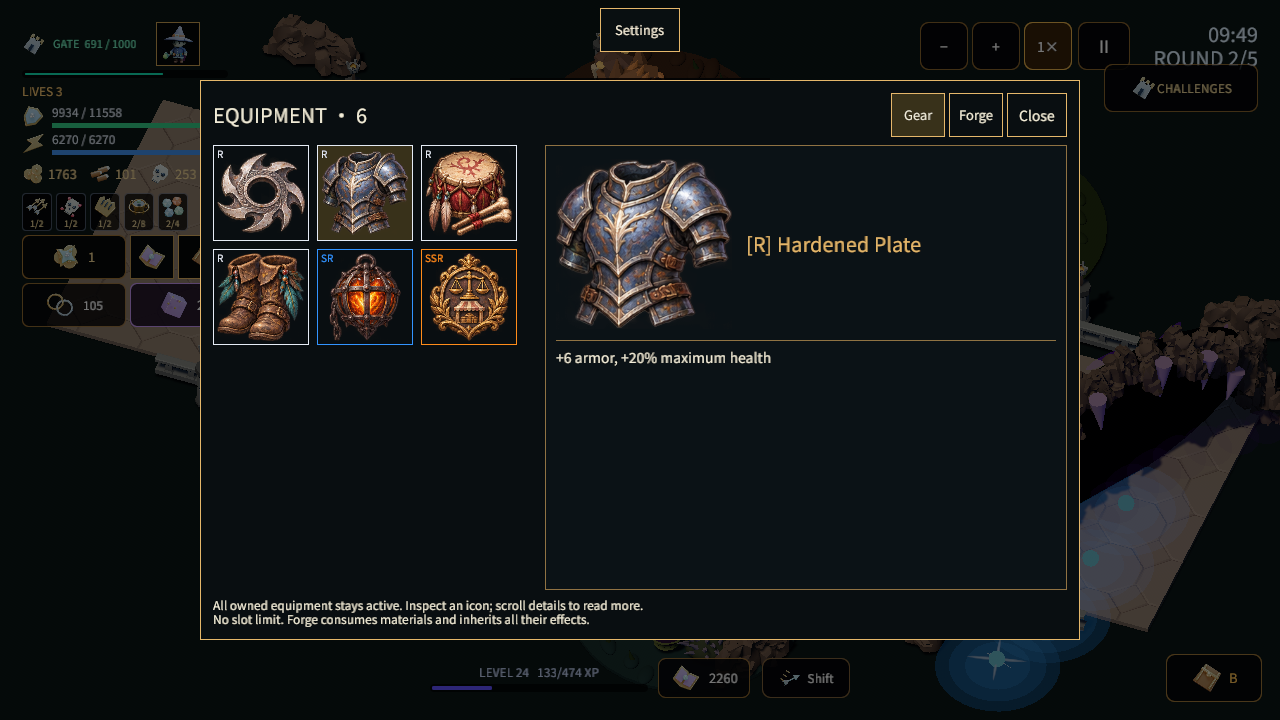 Settings
GATE 691 / 1000
− + 1× II
09:49
ROUND 2/5
CHALLENGES
LIVES 3
9934 / 11558
6270 / 6270
1763 101 253
1/2 1/2 1/2 2/8 2/4
1
105
EQUIPMENT • 6
Gear Forge Close
R R R
R SR SSR
[R] Hardened Plate
+6 armor, +20% maximum health
All owned equipment stays active. Inspect an icon; scroll details to read more.
No slot limit. Forge consumes materials and inherits all their effects.
LEVEL 24 133/474 XP
2260
Shift
B